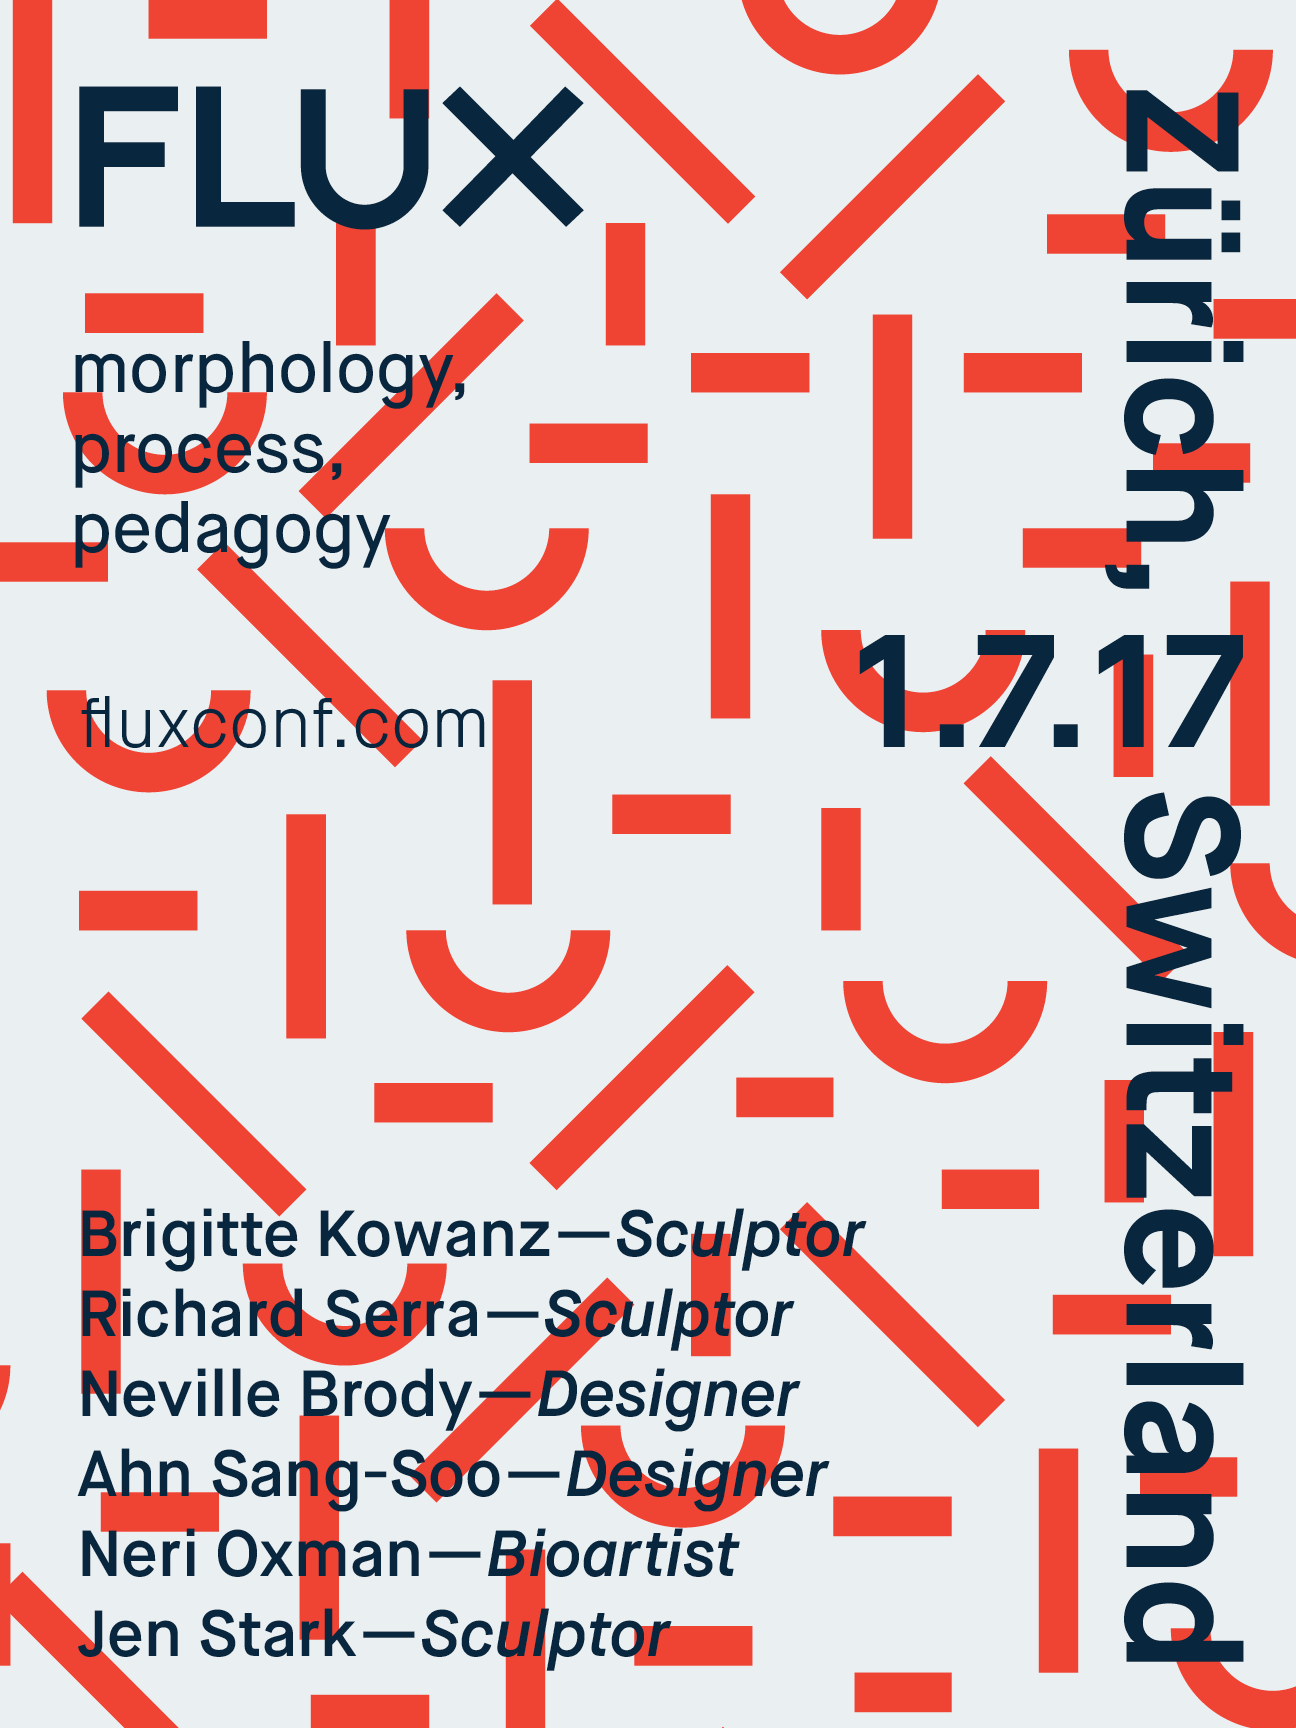 FLUX
morphology,
process,
pedagogy
fluxconf.com
Zürich,
1.7.17
Switzerland
Brigitte Kowanz—Sculptor
Richard Serra—Sculptor
Neville Brody—Designer
Ahn Sang-Soo—Designer
Neri Oxman—Bioartist
Jen Stark—Sculptor